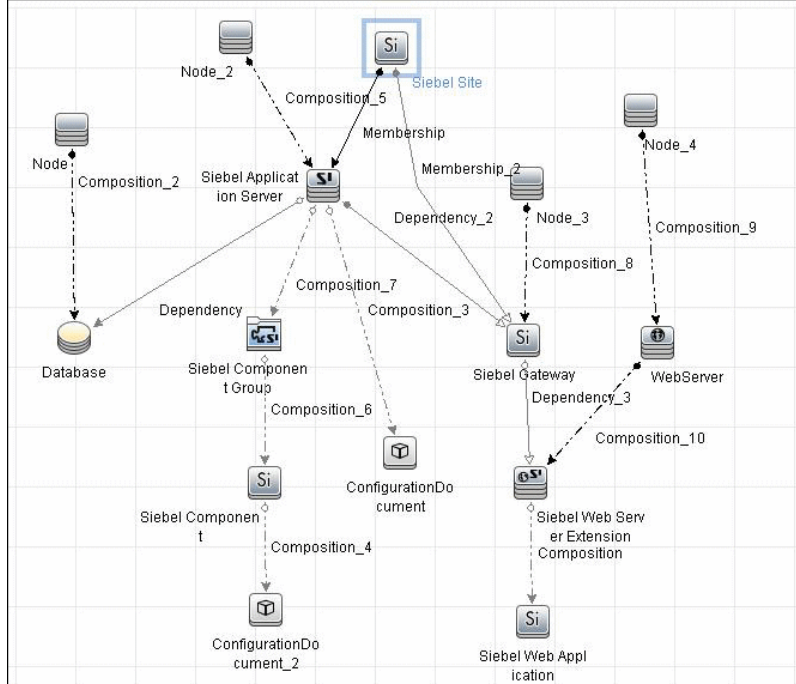 Si
Node_2
Siebel Site
Composition_5
Membership
Node
Node_4
Composition_2
Siebel Applicat
ion Server
SI
Membership_2
Dependency_2
Node_3
Composition_9
Composition_8
Composition_7
Dependency
Composition_3
SI
Si
Database
Siebel Componen
t Group
Siebel Gateway
WebServer
Dependency_3
Composition_6
Composition_10
Si
ConfigurationDo
cument
SI
Siebel Componen
t
Siebel Web Serv
er Extension
Composition
Composition_4
Si
ConfigurationDo
cument_2
Siebel Web Appl
ication